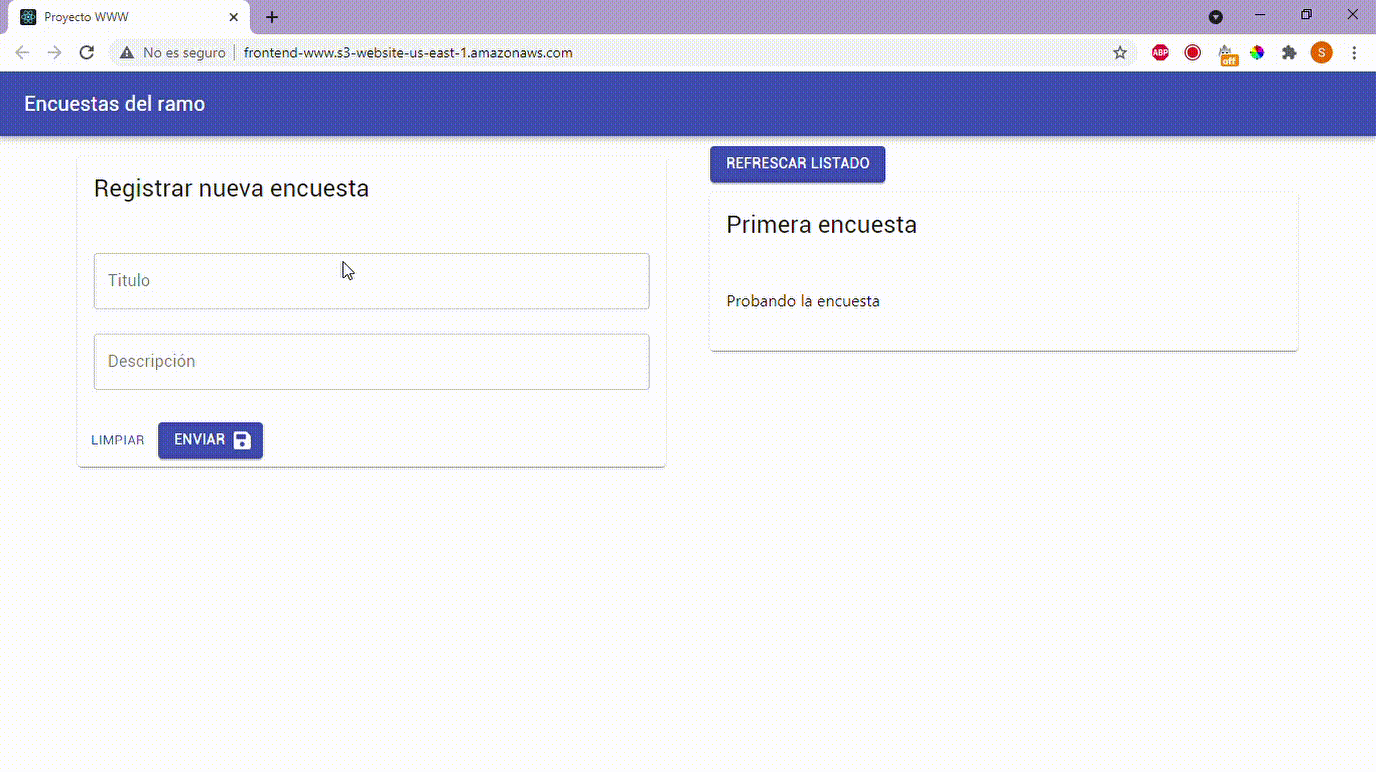 Proyecto WWW
No es seguro
frontend-www.s3-website-us-east-1.amazonaws.com
ABP
off
S
Encuestas del ramo
Registrar nueva encuesta
Titulo
Descripción
LIMPIAR
ENVIAR
REFRESCAR LISTADO
Primera encuesta
Probando la encuesta